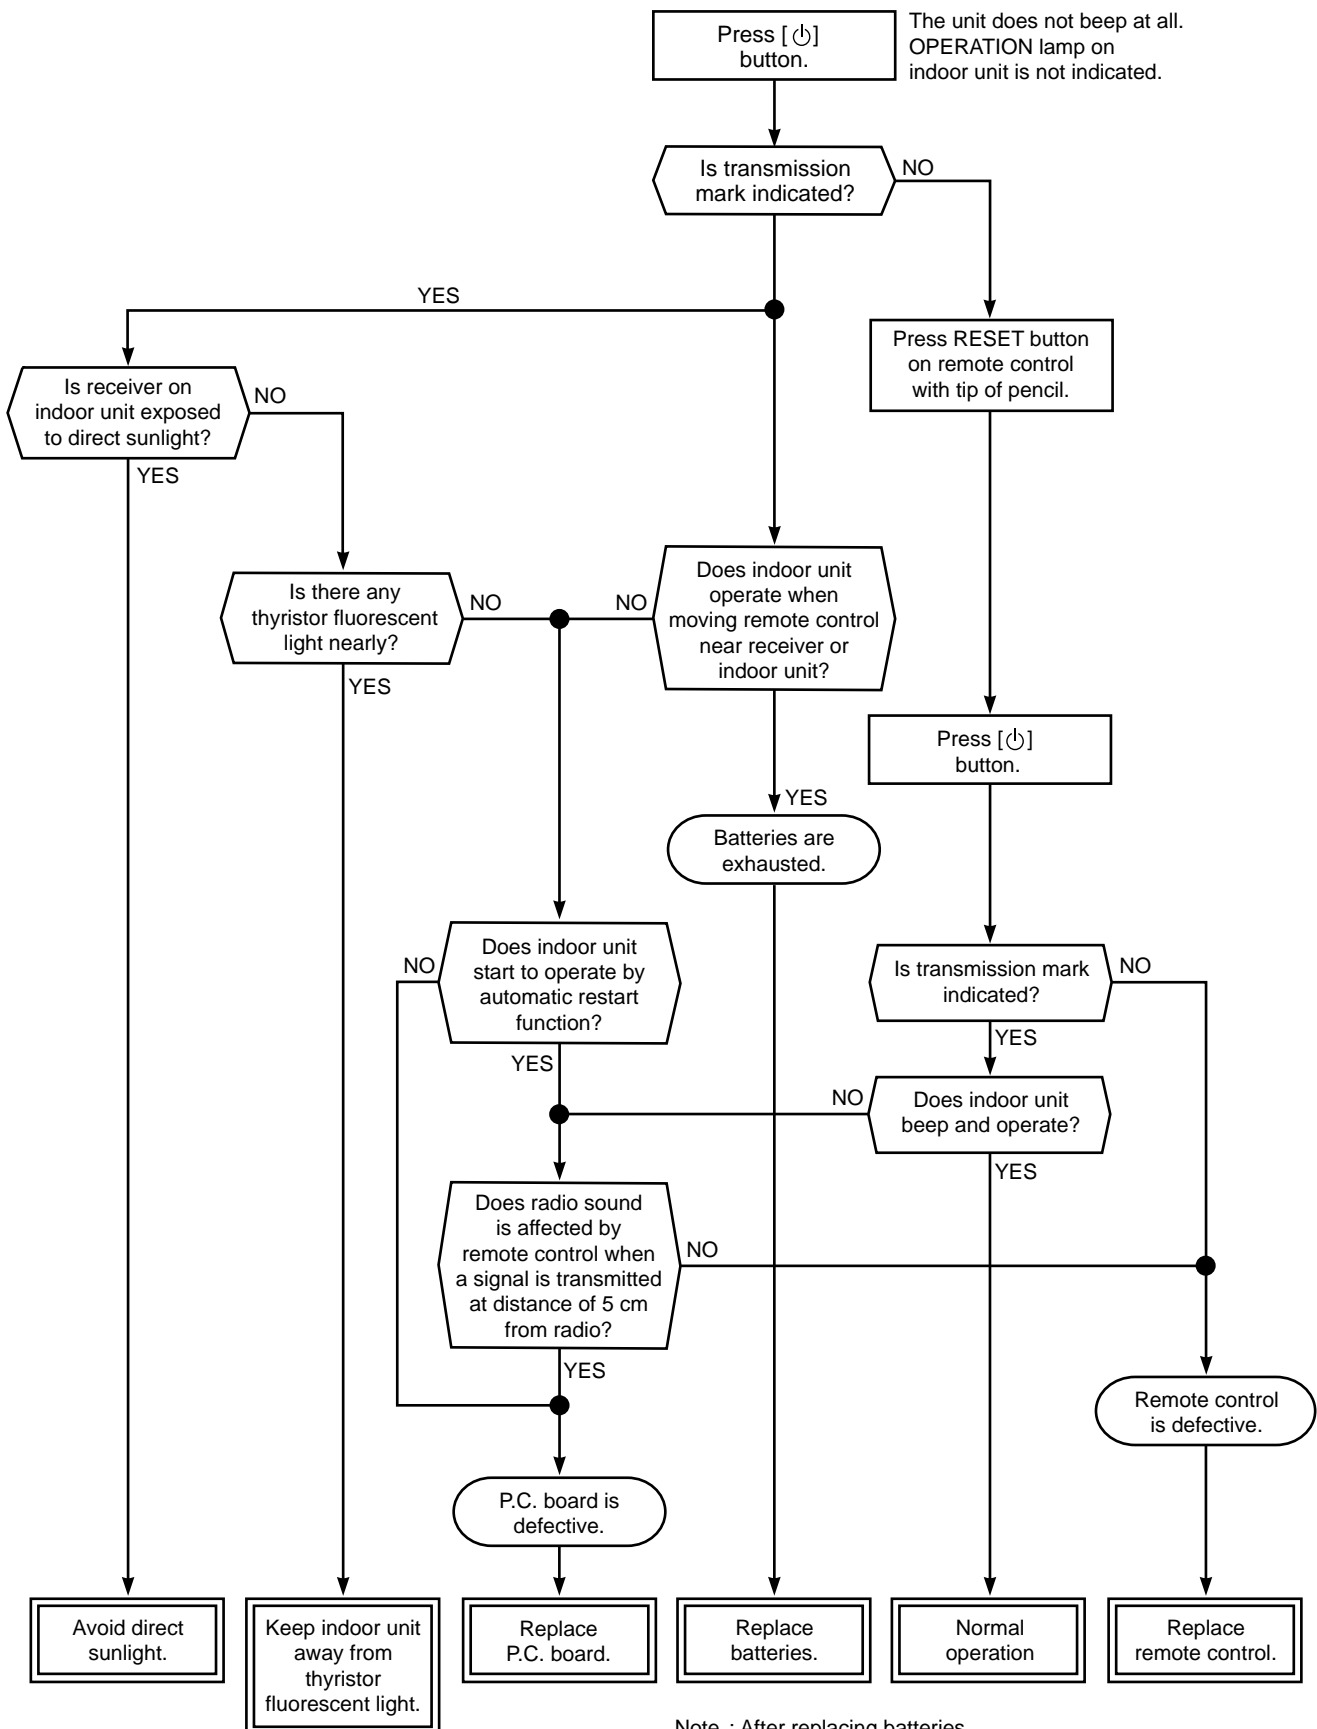 Press [⏻]
button.
The unit does not beep at all.
OPERATION lamp on
indoor unit is not indicated.
Is transmission
mark indicated?
NO
YES
Press RESET button
on remote control
with tip of pencil.
Is receiver on
indoor unit exposed
to direct sunlight?
NO
YES
Is there any
thyristor fluorescent
light nearly?
NO
YES
NO
Does indoor unit
operate when
moving remote control
near receiver or
indoor unit?
YES
Press [⏻]
button.
Batteries are
exhausted.
NO
Does indoor unit
start to operate by
automatic restart
function?
YES
Is transmission mark
indicated?
NO
YES
NO
Does indoor unit
beep and operate?
YES
Does radio sound
is affected by
remote control when
a signal is transmitted
at distance of 5 cm
from radio?
NO
YES
Remote control
is defective.
P.C. board is
defective.
Avoid direct
sunlight.
Keep indoor unit
away from
thyristor
fluorescent light.
Replace
P.C. board.
Replace
batteries.
Normal
operation
Replace
remote control.
Note : After replacing batteries